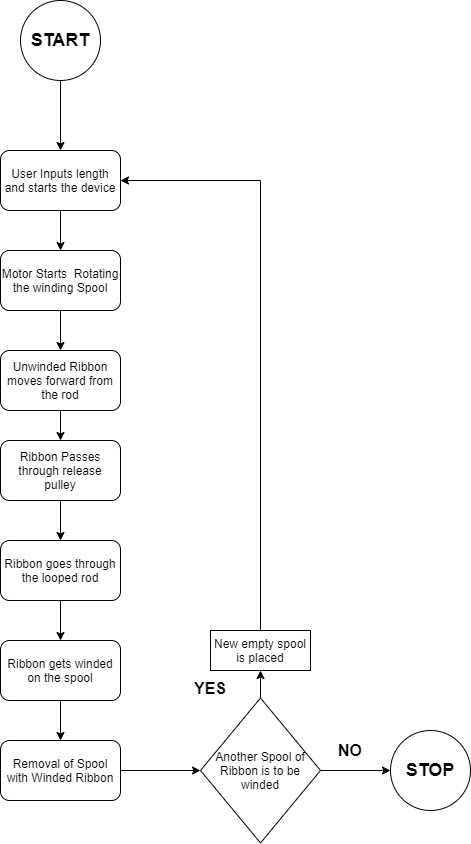 START
User Inputs length
and starts the device
Motor Starts Rotating
the winding Spool
Unwinded Ribbon
moves forward from
the rod
Ribbon Passes
through release
pulley
Ribbon goes through
the looped rod
Ribbon gets winded
on the spool
Removal of Spool
with Winded Ribbon
Another Spool of
Ribbon is to be
winded
YES
New empty spool
is placed
NO
STOP